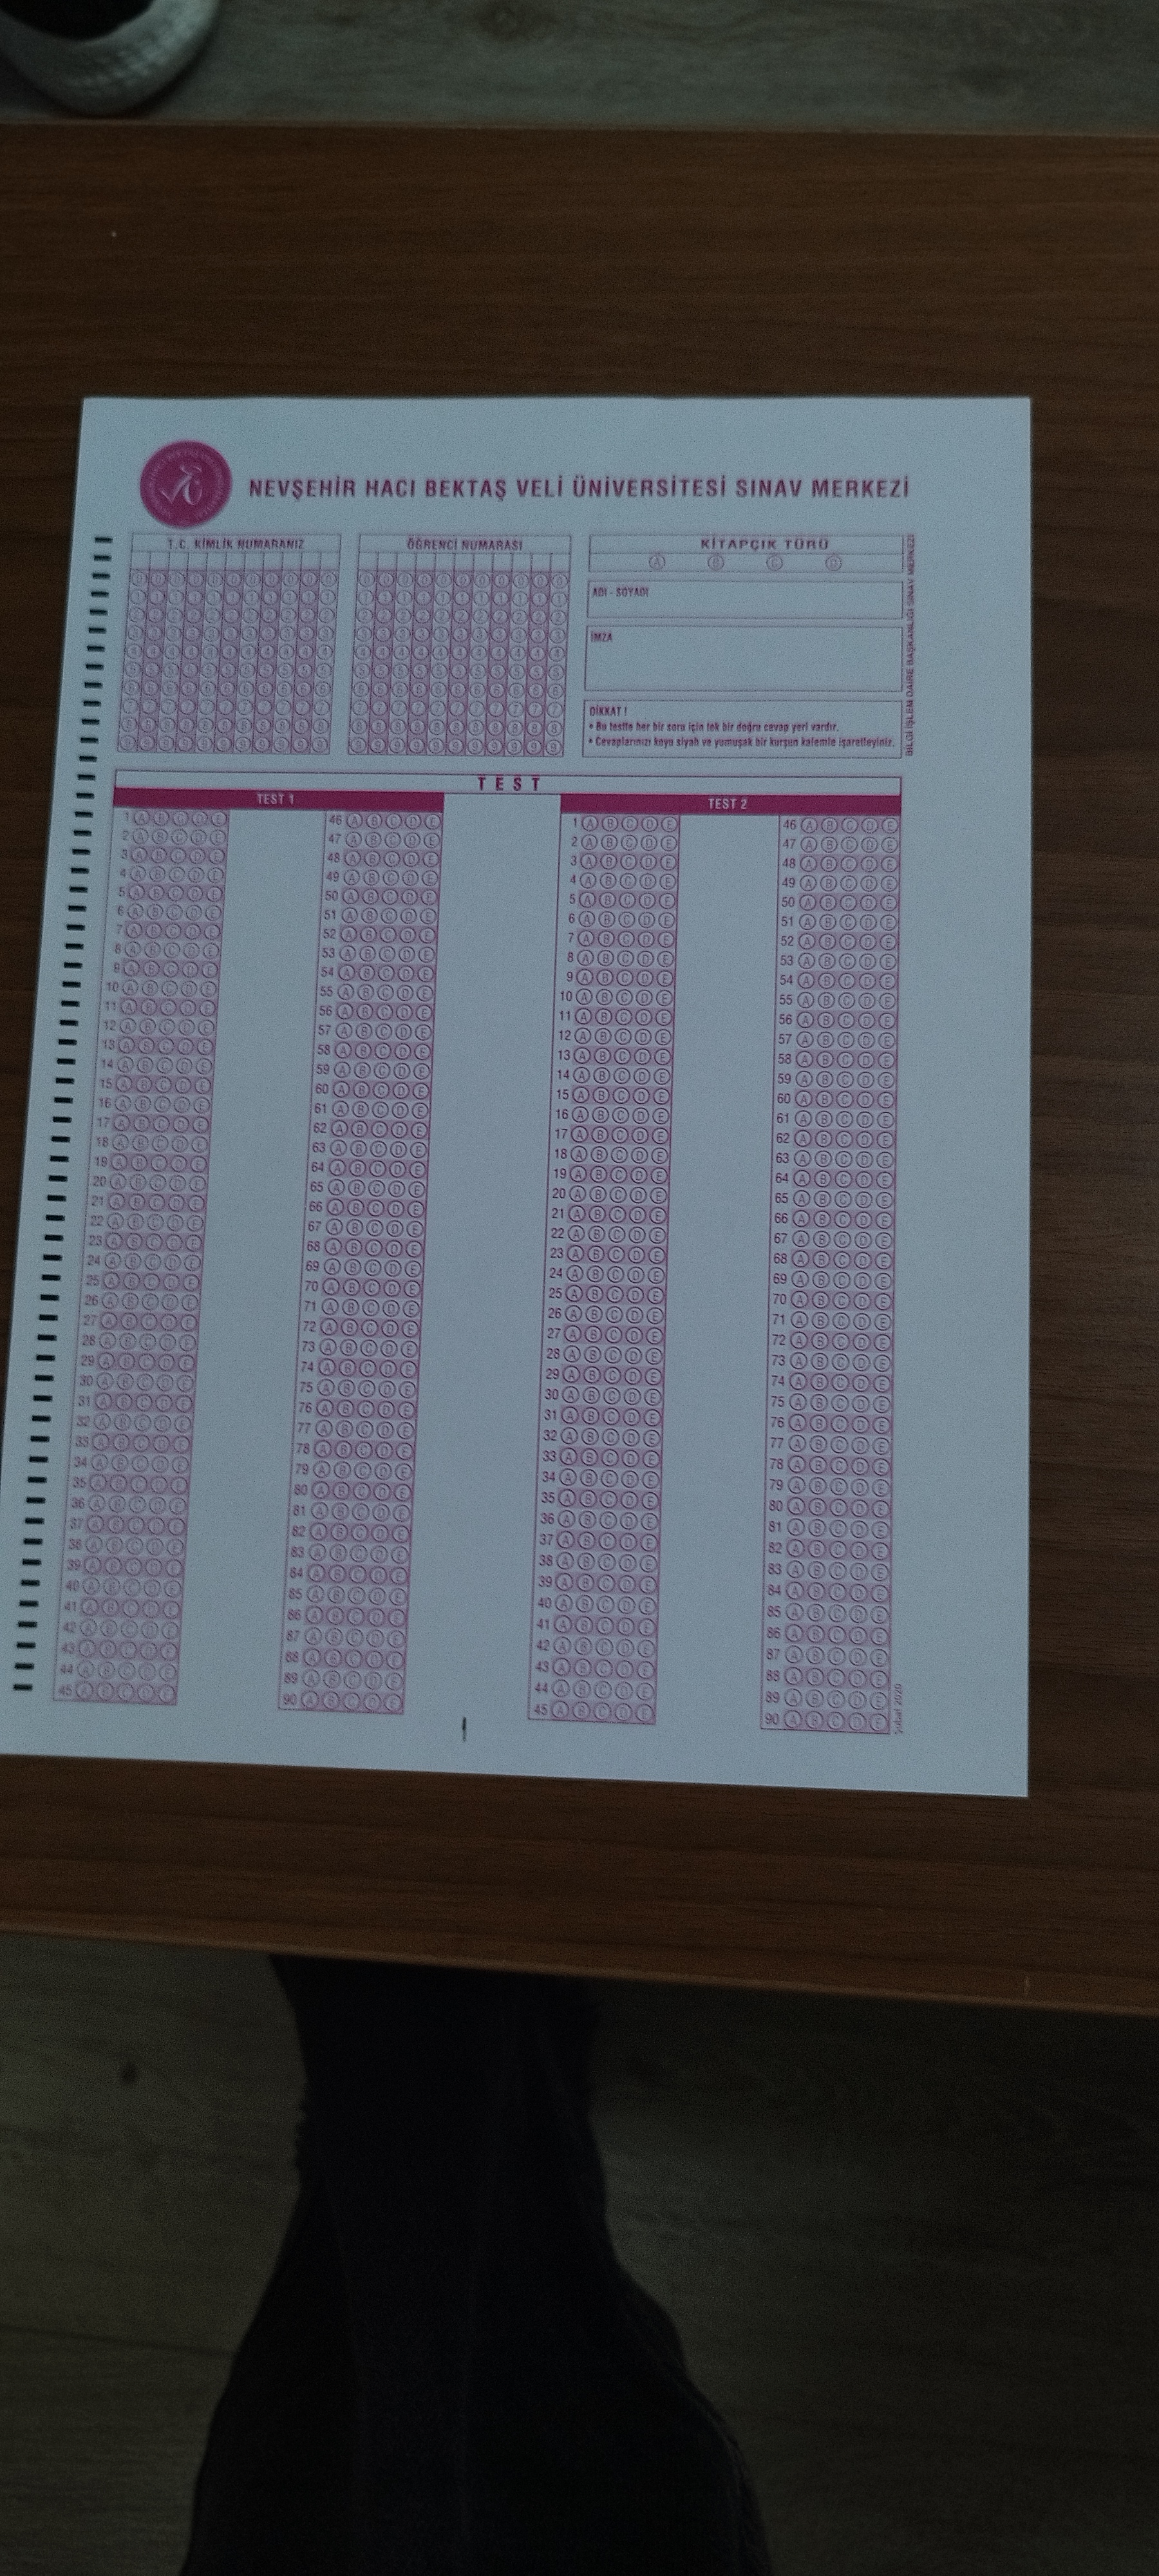 NEVŞEHİR HACI BEKTAŞ VELİ ÜNİVERSİTESİ SINAV MERKEZİ
T.C. KİMLİK NUMARANIZ
ÖĞRENCİ NUMARASI
KİTAPÇIK TÜRÜ
A B C D
ADI - SOYADI
İMZA
DİKKAT !
• Bu testte her bir soru için tek bir doğru cevap yeri vardır.
• Cevaplarınızı koyu siyah ve yumuşak bir kurşun kalemle işaretleyiniz.
BİLGİ İŞLEM DAİRE BAŞKANLIĞI SINAV MERKEZİ
TEST
TEST 1
TEST 2
1 A B C D E 46 A B C D E 1 A B C D E 46 A B C D E
2 A B C D E 47 A B C D E 2 A B C D E 47 A B C D E
3 A B C D E 48 A B C D E 3 A B C D E 48 A B C D E
4 A B C D E 49 A B C D E 4 A B C D E 49 A B C D E
5 A B C D E 50 A B C D E 5 A B C D E 50 A B C D E
6 A B C D E 51 A B C D E 6 A B C D E 51 A B C D E
7 A B C D E 52 A B C D E 7 A B C D E 52 A B C D E
8 A B C D E 53 A B C D E 8 A B C D E 53 A B C D E
9 A B C D E 54 A B C D E 9 A B C D E 54 A B C D E
10 A B C D E 55 A B C D E 10 A B C D E 55 A B C D E
11 A B C D E 56 A B C D E 11 A B C D E 56 A B C D E
12 A B C D E 57 A B C D E 12 A B C D E 57 A B C D E
13 A B C D E 58 A B C D E 13 A B C D E 58 A B C D E
14 A B C D E 59 A B C D E 14 A B C D E 59 A B C D E
15 A B C D E 60 A B C D E 15 A B C D E 60 A B C D E
16 A B C D E 61 A B C D E 16 A B C D E 61 A B C D E
17 A B C D E 62 A B C D E 17 A B C D E 62 A B C D E
18 A B C D E 63 A B C D E 18 A B C D E 63 A B C D E
19 A B C D E 64 A B C D E 19 A B C D E 64 A B C D E
20 A B C D E 65 A B C D E 20 A B C D E 65 A B C D E
21 A B C D E 66 A B C D E 21 A B C D E 66 A B C D E
22 A B C D E 67 A B C D E 22 A B C D E 67 A B C D E
23 A B C D E 68 A B C D E 23 A B C D E 68 A B C D E
24 A B C D E 69 A B C D E 24 A B C D E 69 A B C D E
25 A B C D E 70 A B C D E 25 A B C D E 70 A B C D E
26 A B C D E 71 A B C D E 26 A B C D E 71 A B C D E
27 A B C D E 72 A B C D E 27 A B C D E 72 A B C D E
28 A B C D E 73 A B C D E 28 A B C D E 73 A B C D E
29 A B C D E 74 A B C D E 29 A B C D E 74 A B C D E
30 A B C D E 75 A B C D E 30 A B C D E 75 A B C D E
31 A B C D E 76 A B C D E 31 A B C D E 76 A B C D E
32 A B C D E 77 A B C D E 32 A B C D E 77 A B C D E
33 A B C D E 78 A B C D E 33 A B C D E 78 A B C D E
34 A B C D E 79 A B C D E 34 A B C D E 79 A B C D E
35 A B C D E 80 A B C D E 35 A B C D E 80 A B C D E
36 A B C D E 81 A B C D E 36 A B C D E 81 A B C D E
37 A B C D E 82 A B C D E 37 A B C D E 82 A B C D E
38 A B C D E 83 A B C D E 38 A B C D E 83 A B C D E
39 A B C D E 84 A B C D E 39 A B C D E 84 A B C D E
40 A B C D E 85 A B C D E 40 A B C D E 85 A B C D E
41 A B C D E 86 A B C D E 41 A B C D E 86 A B C D E
42 A B C D E 87 A B C D E 42 A B C D E 87 A B C D E
43 A B C D E 88 A B C D E 43 A B C D E 88 A B C D E
44 A B C D E 89 A B C D E 44 A B C D E 89 A B C D E
45 A B C D E 90 A B C D E 45 A B C D E 90 A B C D E
Şubat 2020